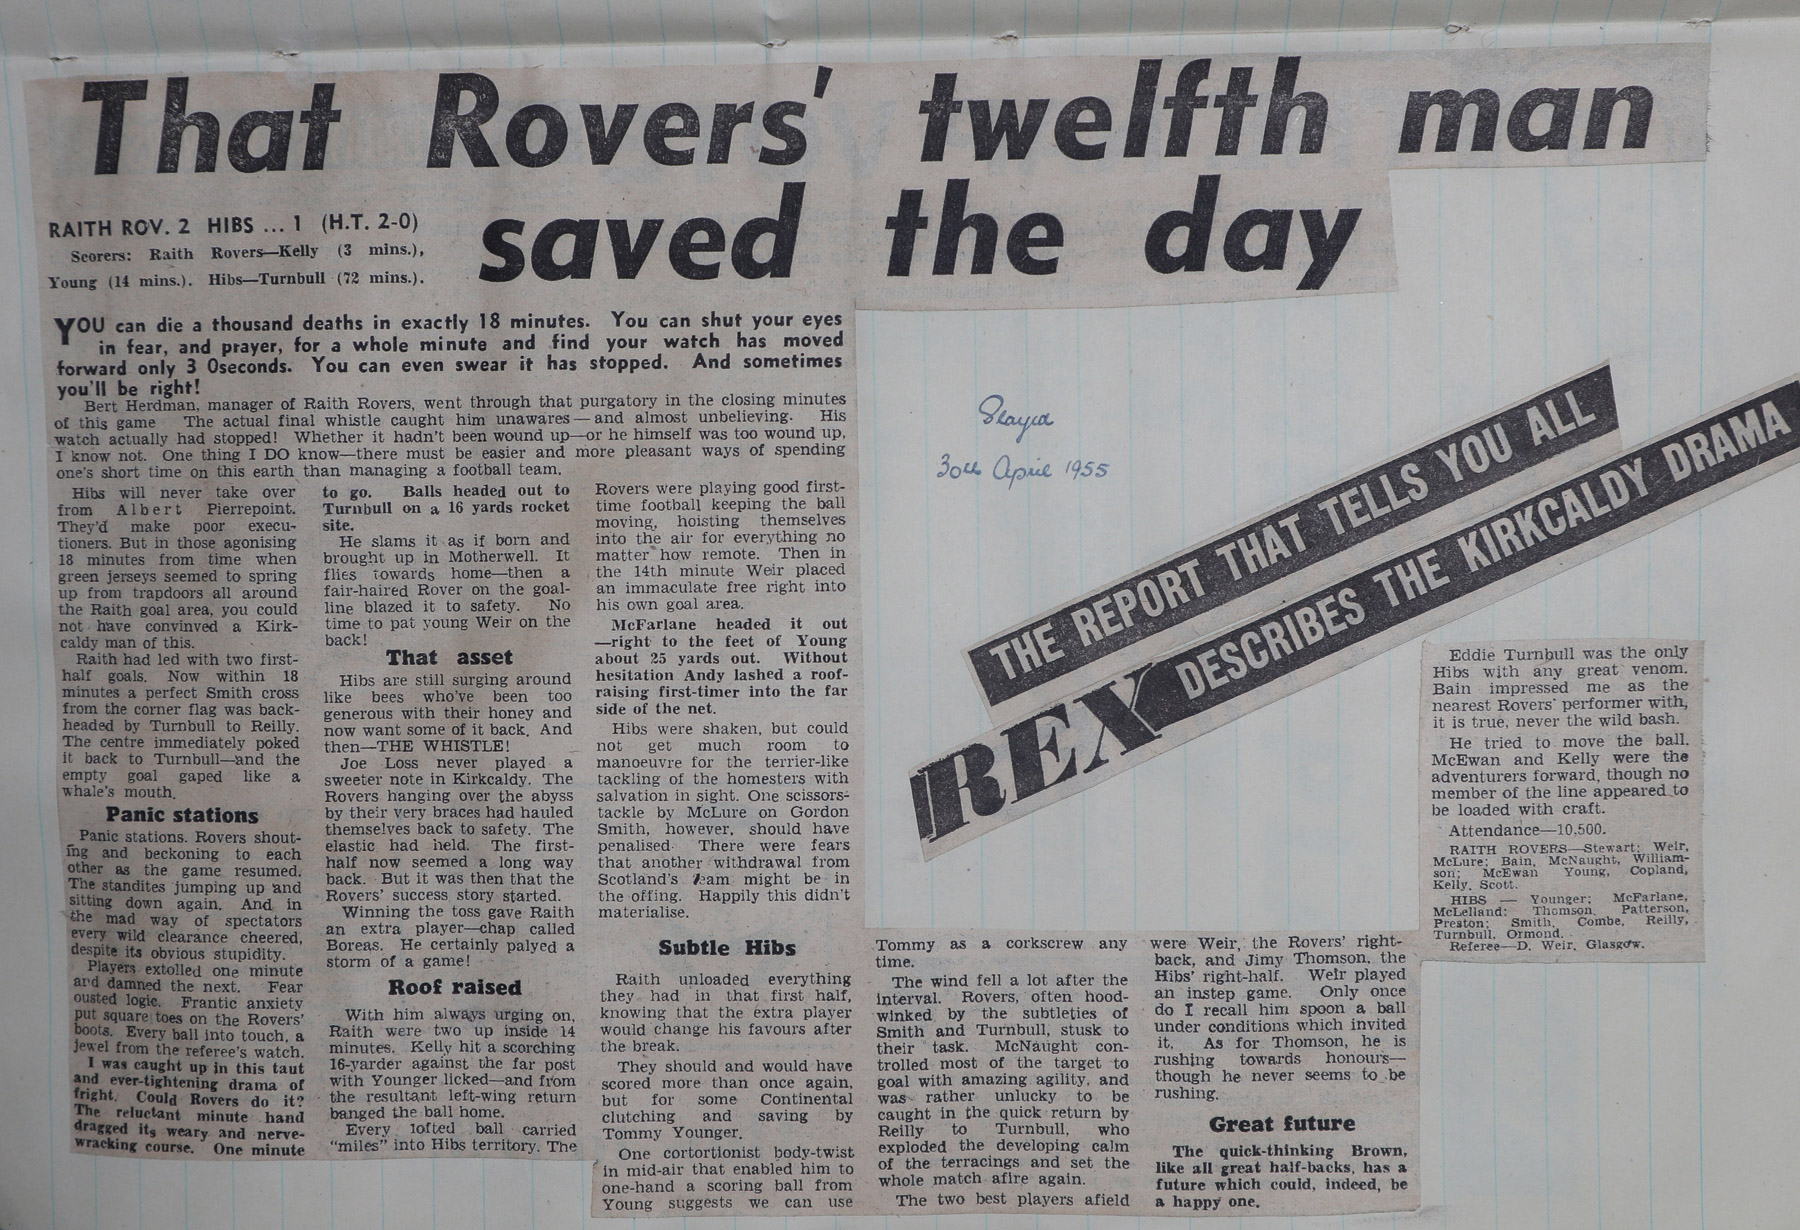 That Rovers' twelfth man
saved the day
RAITH ROV. 2 HIBS ... 1 (H.T. 2-0)
Scorers: Raith Rovers—Kelly (3 mins.),
Young (14 mins.). Hibs—Turnbull (72 mins.).
YOU can die a thousand deaths in exactly 18 minutes. You can shut your eyes
in fear, and prayer, for a whole minute and find your watch has moved
forward only 3 0seconds. You can even swear it has stopped. And sometimes
you'll be right!
Bert Herdman, manager of Raith Rovers, went through that purgatory in the closing minutes
of this game The actual final whistle caught him unawares—and almost unbelieving. His
watch actually had stopped! Whether it hadn't been wound up—or he himself was too wound up,
I know not. One thing I DO know—there must be easier and more pleasant ways of spending
one's short time on this earth than managing a football team.
Hibs will never take over
from Albert Pierrepoint.
They'd make poor execu-
tioners. But in those agonising
18 minutes from time when
green jerseys seemed to spring
up from trapdoors all around
the Raith goal area, you could
not have convinved a Kirk-
caldy man of this.
Raith had led with two first-
half goals. Now within 18
minutes a perfect Smith cross
from the corner flag was back-
headed by Turnbull to Reilly.
The centre immediately poked
it back to Turnbull—and the
empty goal gaped like a
whale's mouth.
Panic stations
Panic stations. Rovers shout-
ing and beckoning to each
other as the game resumed.
The standites jumping up and
sitting down again. And in
the mad way of spectators
every wild clearance cheered,
despite its obvious stupidity.
Players extolled one minute
and damned the next. Fear
ousted logic. Frantic anxiety
put square toes on the Rovers'
boots. Every ball into touch, a
jewel from the referee's watch.
I was caught up in this taut
and ever-tightening drama of
fright. Could Rovers do it?
The reluctant minute hand
dragged its weary and nerve-
wracking course. One minute
to go. Balls headed out to
Turnbull on a 16 yards rocket
site.
He slams it as if born and
brought up in Motherwell. It
flies towards home—then a
fair-haired Rover on the goal-
line blazed it to safety. No
time to pat young Weir on the
back!
That asset
Hibs are still surging around
like bees who've been too
generous with their honey and
now want some of it back. And
then—THE WHISTLE!
Joe Loss never played a
sweeter note in Kirkcaldy. The
Rovers hanging over the abyss
by their very braces had hauled
themselves back to safety. The
elastic had held. The first-
half now seemed a long way
back. But it was then that the
Rovers' success story started.
Winning the toss gave Raith
an extra player—chap called
Boreas. He certainly palyed a
storm of a game!
Roof raised
With him always urging on,
Raith were two up inside 14
minutes. Kelly hit a scorching
16-yarder against the far post
with Younger licked—and from
the resultant left-wing return
banged the ball home.
Every lofted ball carried
"miles" into Hibs territory. The
Rovers were playing good first-
time football keeping the ball
moving, hoisting themselves
into the air for everything no
matter how remote. Then in
the 14th minute Weir placed
an immaculate free right into
his own goal area.
McFarlane headed it out
—right to the feet of Young
about 25 yards out. Without
hesitation Andy lashed a roof-
raising first-timer into the far
side of the net.
Hibs were shaken, but could
not get much room to
manoeuvre for the terrier-like
tackling of the homesters with
salvation in sight. One scissors-
tackle by McLure on Gordon
Smith, however, should have
penalised. There were fears
that another withdrawal from
Scotland's team might be in
the offing. Happily this didn't
materialise.
Subtle Hibs
Raith unloaded everything
they had in that first half,
knowing that the extra player
would change his favours after
the break.
They should and would have
scored more than once again,
but for some Continental
clutching and saving by
Tommy Younger.
One cortortionist body-twist
in mid-air that enabled him to
one-hand a scoring ball from
Young suggests we can use
Tommy as a corkscrew any
time.
The wind fell a lot after the
interval. Rovers, often hood-
winked by the subtleties of
Smith and Turnbull, stusk to
their task. McNaught con-
trolled most of the target to
goal with amazing agility, and
was rather unlucky to be
caught in the quick return by
Reilly to Turnbull, who
exploded the developing calm
of the terracings and set the
whole match afire again.
The two best players afield
were Weir, the Rovers' right-
back, and Jimy Thomson, the
Hibs' right-half. Weir played
an instep game. Only once
do I recall him spoon a ball
under conditions which invited
it. As for Thomson, he is
rushing towards honours—
though he never seems to be
rushing.
Great future
The quick-thinking Brown,
like all great half-backs, has a
future which could, indeed, be
a happy one.
Eddie Turnbull was the only
Hibs with any great venom.
Bain impressed me as the
nearest Rovers' performer with,
it is true, never the wild bash.
He tried to move the ball.
McEwan and Kelly were the
adventurers forward, though no
member of the line appeared to
be loaded with craft.
Attendance—10,500.
RAITH ROVERS—Stewart; Weir,
McLure; Bain, McNaught, William-
son; McEwan Young, Copland,
Kelly, Scott.
HIBS — Younger; McFarlane,
McLelland; Thomson, Patterson,
Preston; Smith, Combe, Reilly,
Turnbull, Ormond.
Referee—D. Weir, Glasgow.
Played
30th April 1955
THE REPORT THAT TELLS YOU ALL
REX DESCRIBES THE KIRKCALDY DRAMA